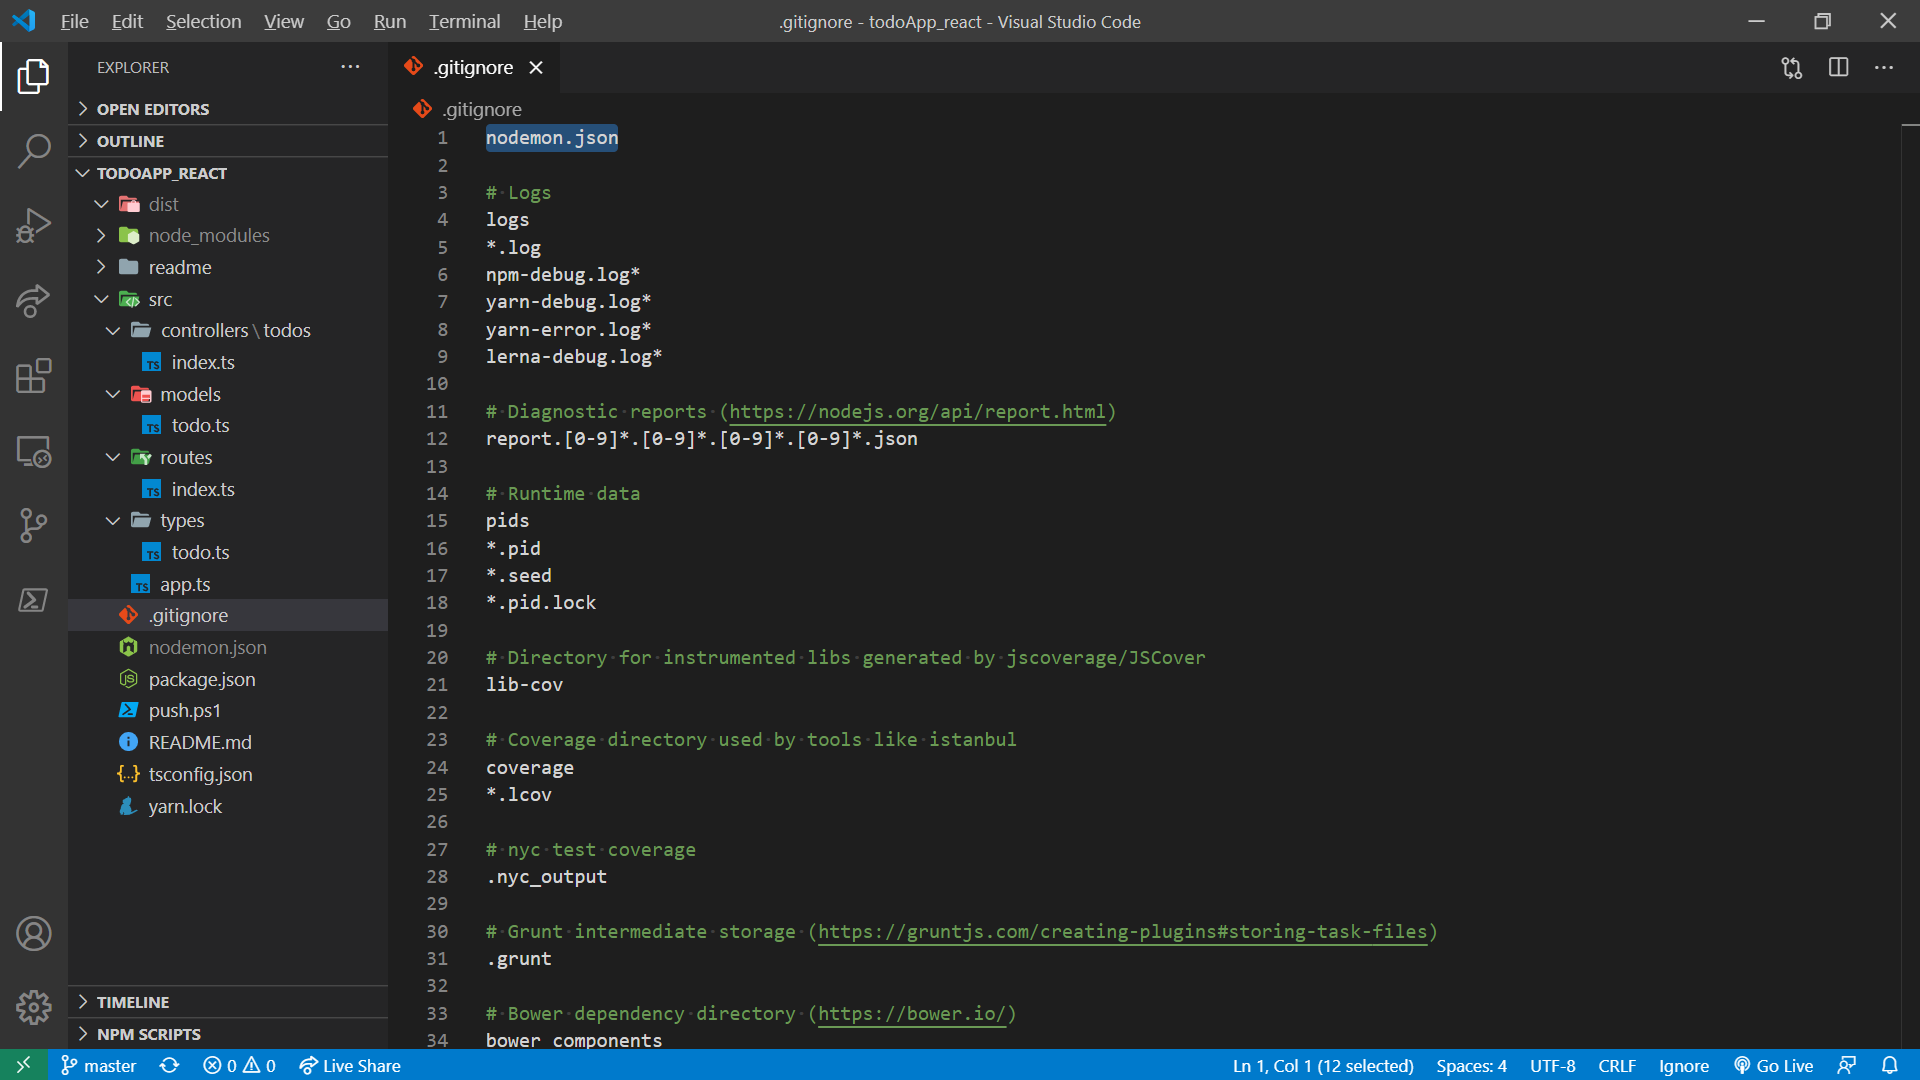 File Edit Selection View Go Run Terminal Help
.gitignore - todoApp_react - Visual Studio Code
EXPLORER
OPEN EDITORS
OUTLINE
TODOAPP_REACT
dist
node_modules
readme
src
controllers \ todos
TS index.ts
models
TS todo.ts
routes
TS index.ts
types
TS todo.ts
TS app.ts
.gitignore
nodemon.json
package.json
push.ps1
README.md
tsconfig.json
yarn.lock
TIMELINE
NPM SCRIPTS
.gitignore
.gitignore
1 nodemon.json
2
3 # Logs
4 logs
5 *.log
6 npm-debug.log*
7 yarn-debug.log*
8 yarn-error.log*
9 lerna-debug.log*
10
11 # Diagnostic reports (https://nodejs.org/api/report.html)
12 report.[0-9]*.[0-9]*.[0-9]*.[0-9]*.json
13
14 # Runtime data
15 pids
16 *.pid
17 *.seed
18 *.pid.lock
19
20 # Directory for instrumented libs generated by jscoverage/JSCover
21 lib-cov
22
23 # Coverage directory used by tools like istanbul
24 coverage
25 *.lcov
26
27 # nyc test coverage
28 .nyc_output
29
30 # Grunt intermediate storage (https://gruntjs.com/creating-plugins#storing-task-files)
31 .grunt
32
33 # Bower dependency directory (https://bower.io/)
34 bower_components
master 0 0 Live Share Ln 1, Col 1 (12 selected) Spaces: 4 UTF-8 CRLF Ignore Go Live